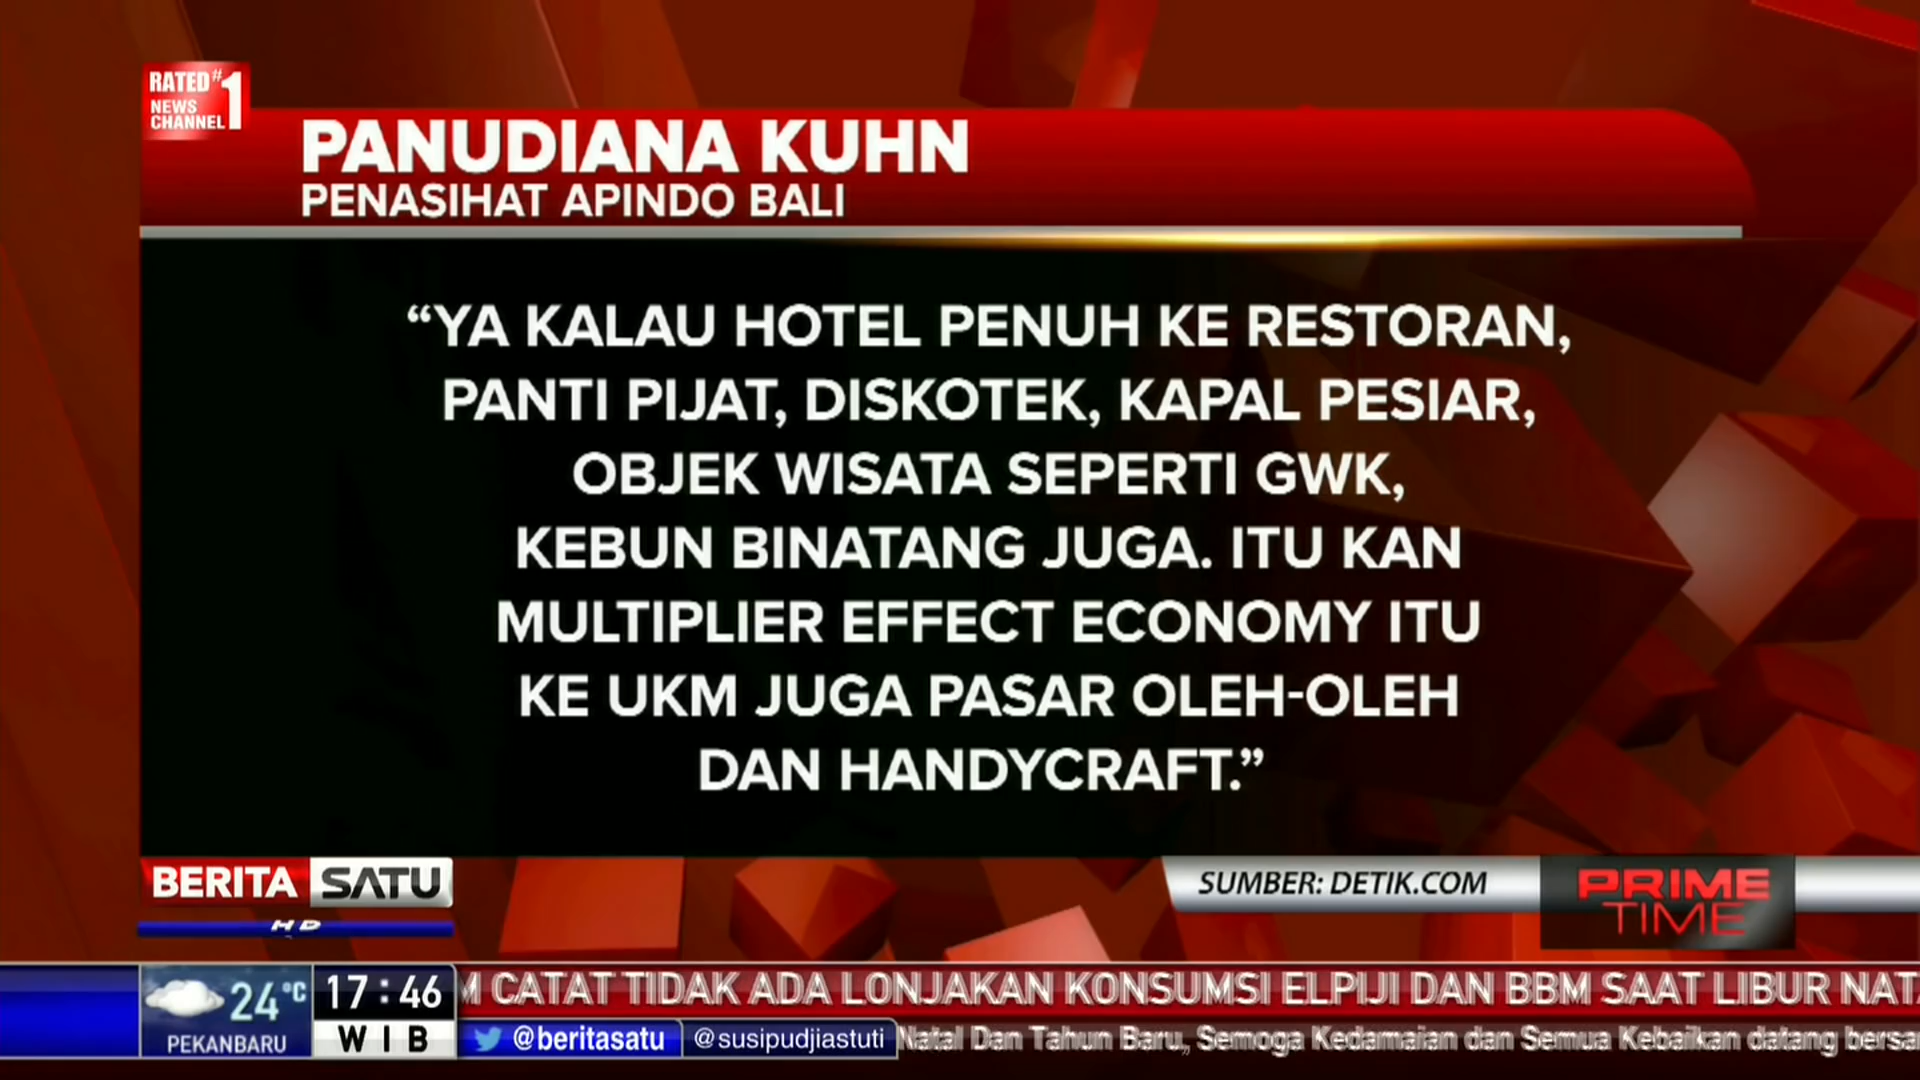 RATED #1
NEWS
CHANNEL
PANUDIANA KUHN
PENASIHAT APINDO BALI
“YA KALAU HOTEL PENUH KE RESTORAN,
PANTI PIJAT, DISKOTEK, KAPAL PESIAR,
OBJEK WISATA SEPERTI GWK,
KEBUN BINATANG JUGA. ITU KAN
MULTIPLIER EFFECT ECONOMY ITU
KE UKM JUGA PASAR OLEH-OLEH
DAN HANDYCRAFT.”
BERITA SATU
HD
SUMBER: DETIK.COM
PRIME
TIME
24°C
PEKANBARU
17:46
WIB
M CATAT TIDAK ADA LONJAKAN KONSUMSI ELPIJI DAN BBM SAAT LIBUR NATA
@beritasatu
@susipudjiastuti
Natal Dan Tahun Baru,, Semoga Kedamaian dan Semua Kebaikan datang bersa